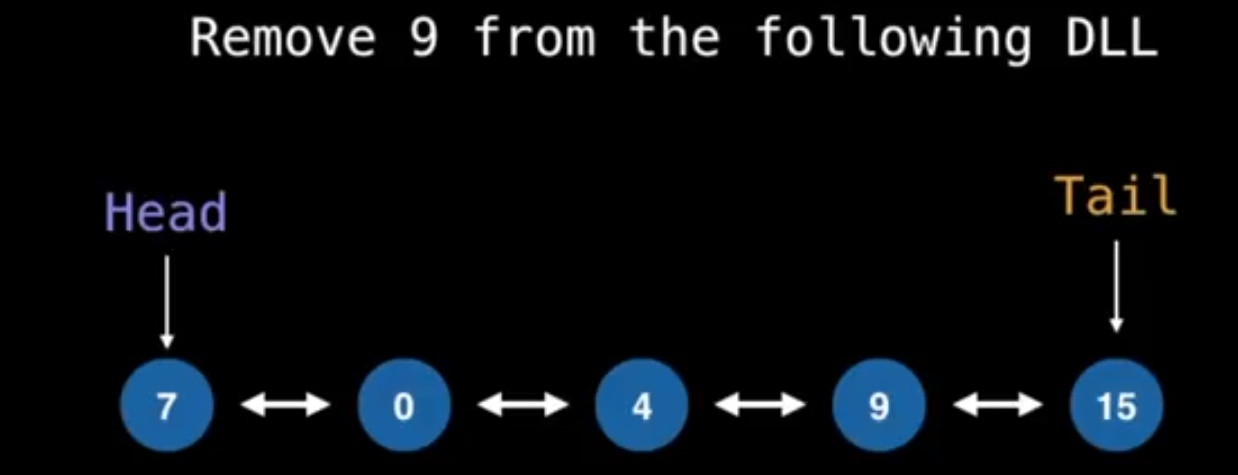 Remove 9 from the following DLL
Head
Tail
7 0 4 9 15